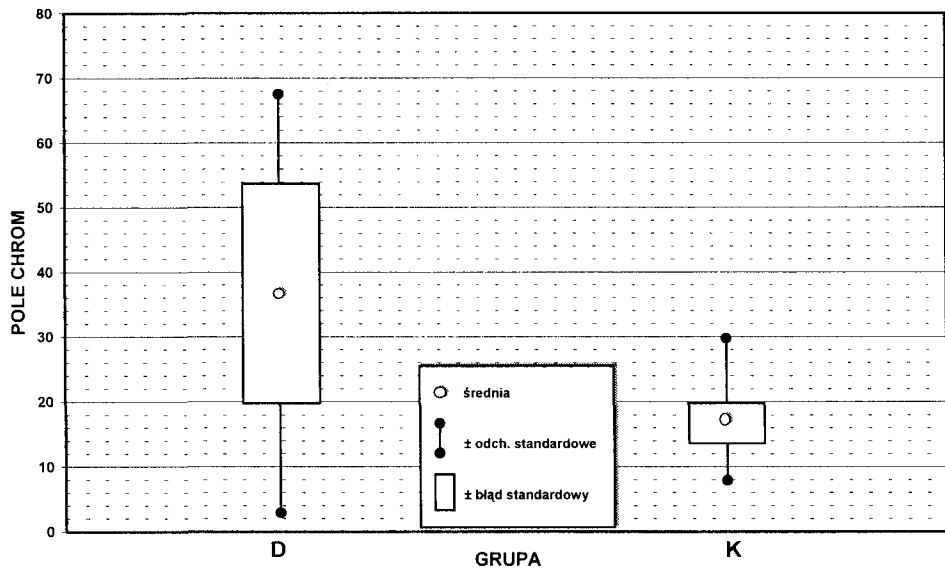 80
70
60
50
40
30
20
10
0
POLE CHROM
średnia
± odch. standardowe
± błąd standardowy
D
K
GRUPA